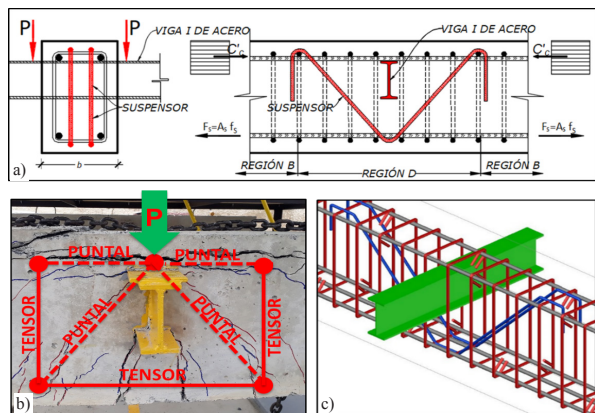 a)
P
P
VIGA I DE ACERO
SUSPENSOR
b
VIGA I DE ACERO
C'c
C'c
SUSPENSOR
Fs=As fs
Fs=As fs
REGIÓN B
REGIÓN D
REGIÓN B
b)
P
PUNTAL
PUNTAL
TENSOR
PUNTAL
PUNTAL
TENSOR
TENSOR
c)